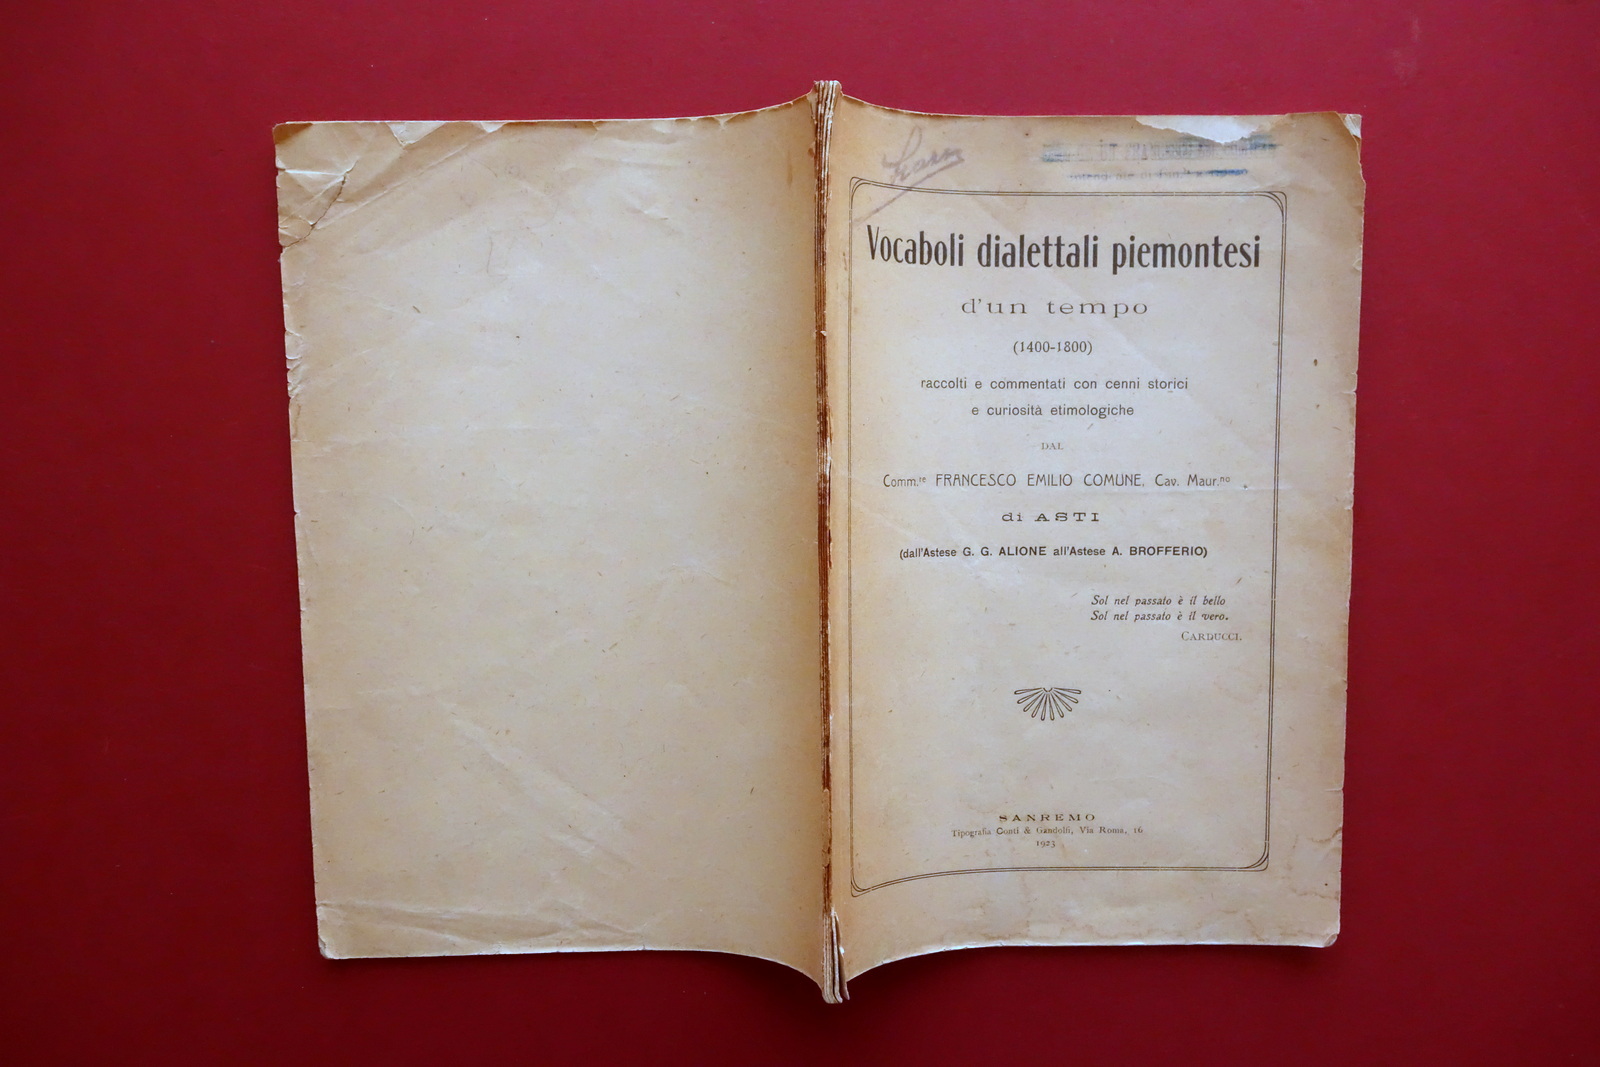 Vocaboli dialettali piemontesi
d'un tempo
(1400-1800)
raccolti e commentati con cenni storici
e curiosità etimologiche
DAL
Comm.re FRANCESCO EMILIO COMUNE, Cav. Maur.no
di ASTI
(dall'Astese G. G. ALIONE all'Astese A. BROFFERIO)
Sol nel passato è il bello
Sol nel passato è il vero.
CARDUCCI.
SANREMO
Tipografia Conti & Gandolfi, Via Roma, 16
1923